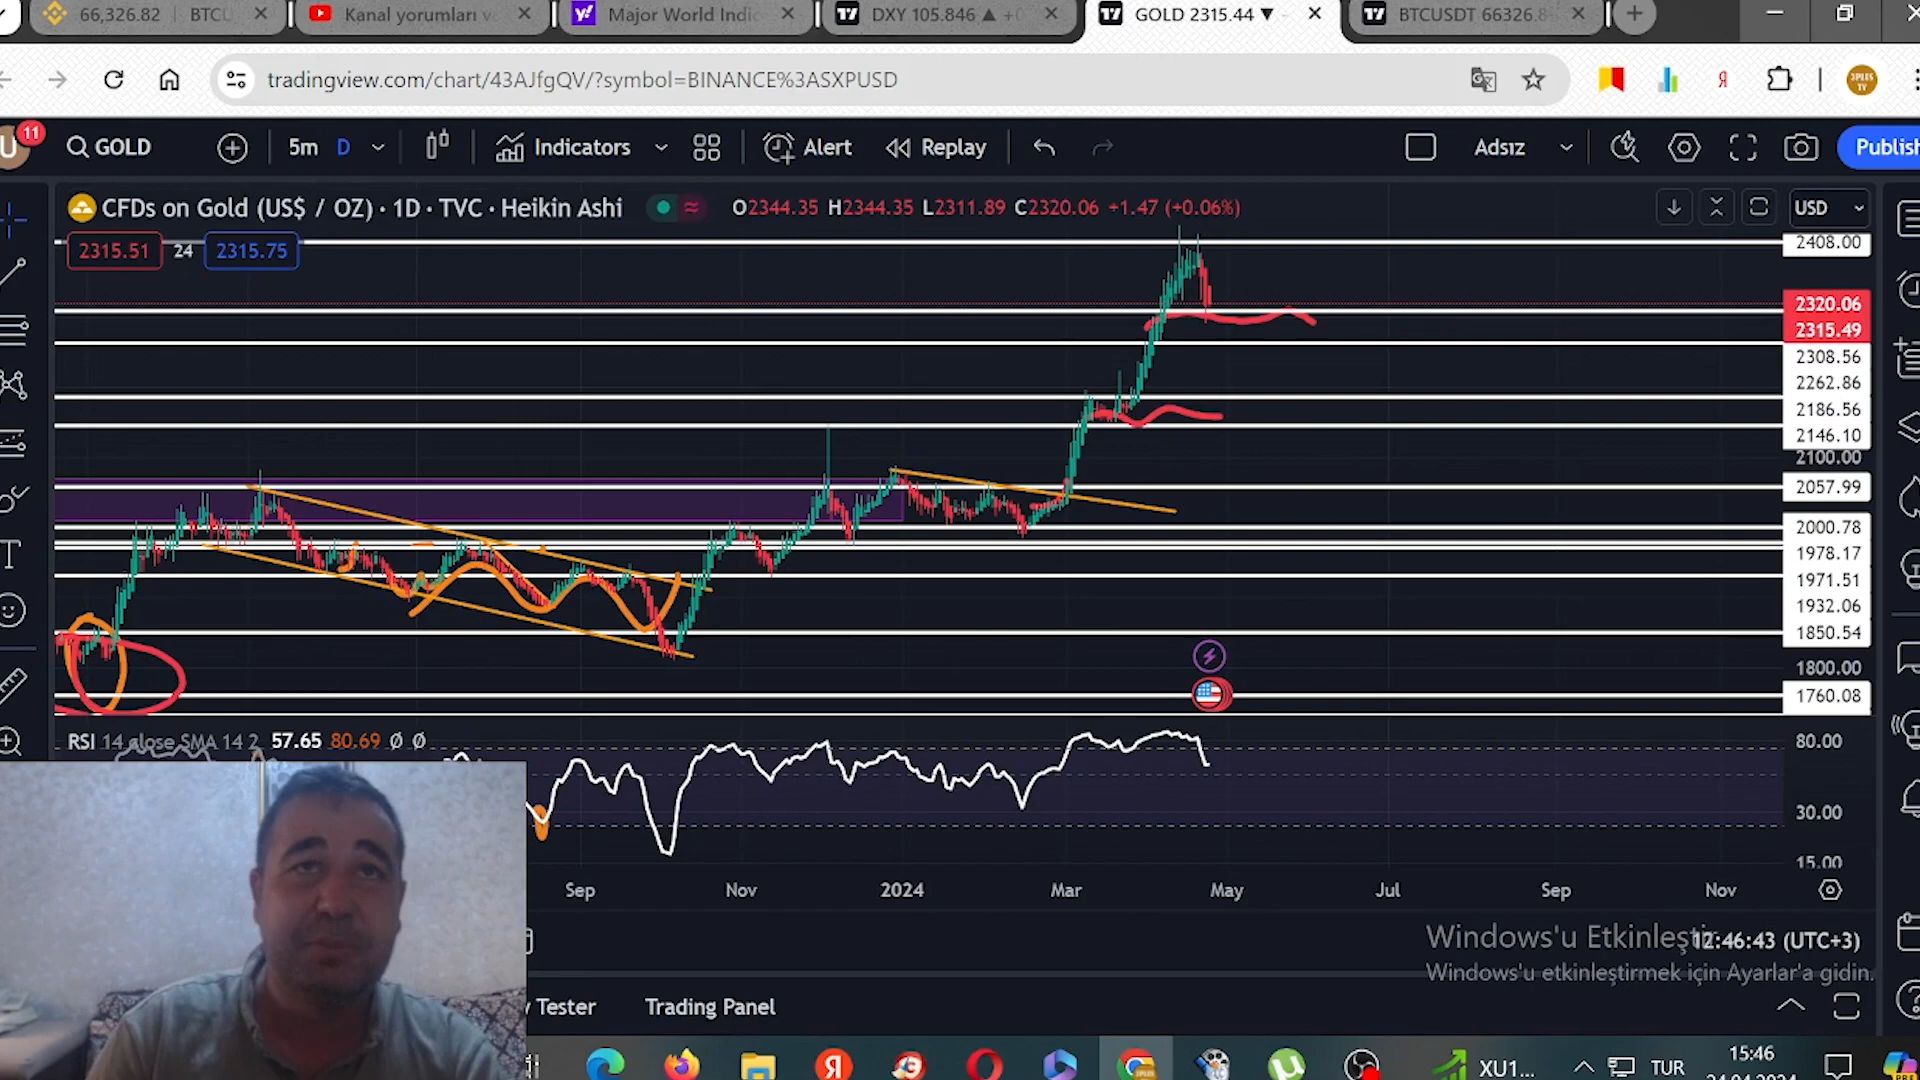 66,326.82 | BTCU
Kanal yorumları v
Major World Indic
DXY 105.846 ▲ +0
GOLD 2315.44 ▼
BTCUSDT 66326.8
tradingview.com/chart/43AJfgQV/?symbol=BINANCE%3ASXPUSD
U 11
GOLD
5m D
Indicators
Alert
Replay
Adsız
Publish
CFDs on Gold (US$ / OZ) · 1D · TVC · Heikin Ashi
O2344.35 H2344.35 L2311.89 C2320.06 +1.47 (+0.06%)
USD
2315.51 24 2315.75
2408.00
2320.06
2315.49
2308.56
2262.86
2186.56
2146.10
2100.00
2057.99
2000.78
1978.17
1971.51
1932.06
1850.54
1800.00
1760.08
RSI 14 close SMA 14 2 57.65 80.69 Ø Ø
80.00
30.00
15.00
Sep Nov 2024 Mar May Jul Sep Nov
Windows'u Etkinleştir
12:46:43 (UTC+3)
Windows'u etkinleştirmek için Ayarlar'a gidin.
y Tester
Trading Panel
XU1...
TUR
15:46
24.04.2024